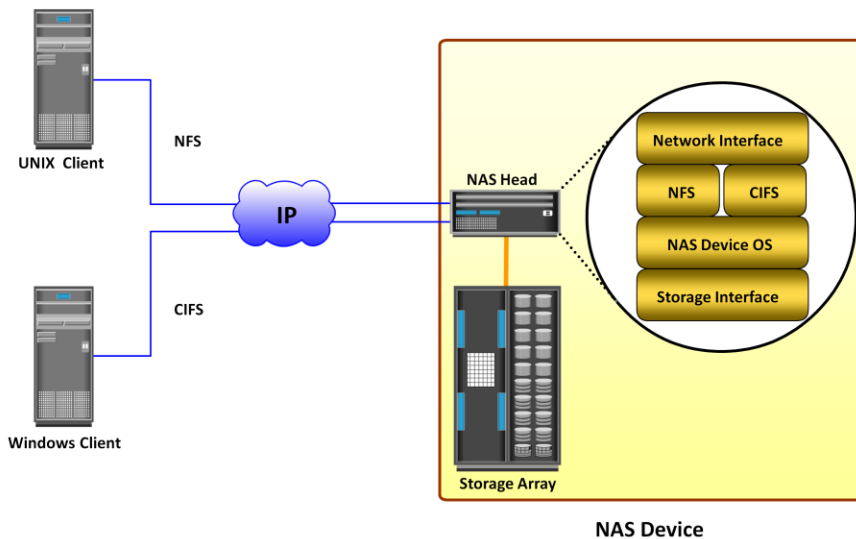 UNIX  Client
NFS
IP
CIFS
Windows Client
NAS Head
Network Interface
NFS
CIFS
NAS Device OS
Storage Interface
Storage Array
NAS Device